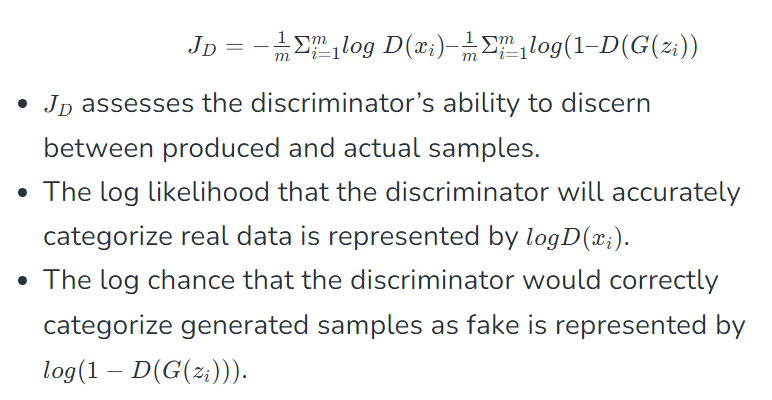 J_D = −\frac{1}{m} Σ_{i=1}^{m} log D(x_i)–\frac{1}{m} Σ_{i=1}^{m} log(1–D(G(z_i))
• J_D assesses the discriminator’s ability to discern
between produced and actual samples.
• The log likelihood that the discriminator will accurately
categorize real data is represented by logD(x_i).
• The log chance that the discriminator would correctly
categorize generated samples as fake is represented by
log(1 − D(G(z_i))).